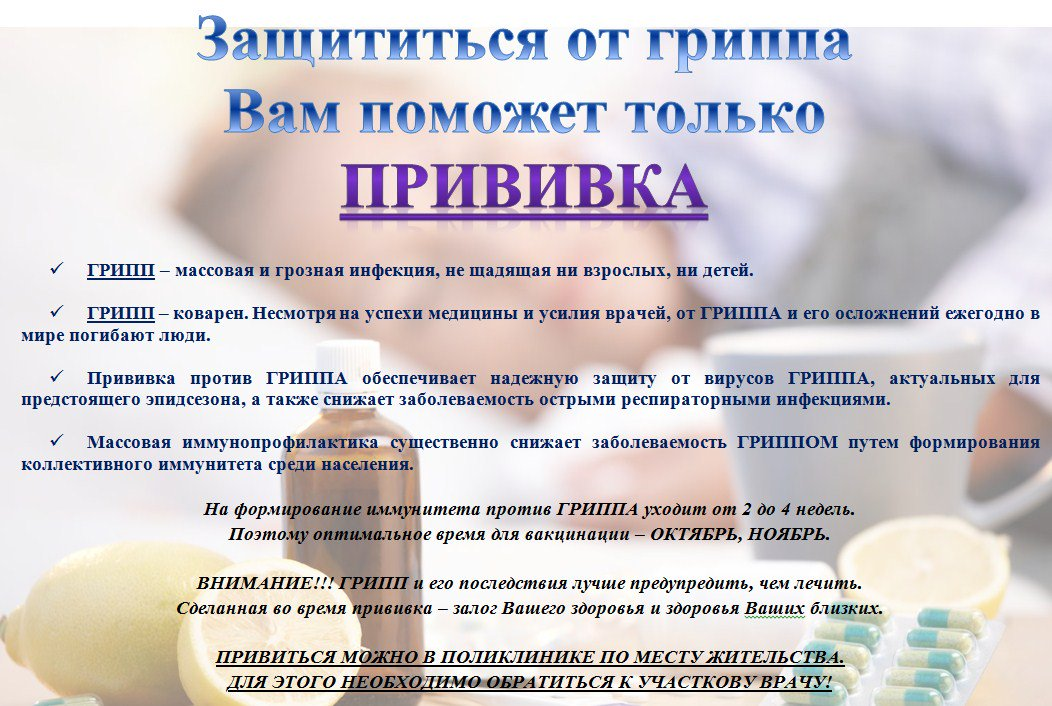 Защититься от гриппа
Вам поможет только
ПРИВИВКА
✓ ГРИПП – массовая и грозная инфекция, не щадящая ни взрослых, ни детей.
✓ ГРИПП – коварен. Несмотря на успехи медицины и усилия врачей, от ГРИППА и его осложнений ежегодно в
мире погибают люди.
✓ Прививка против ГРИППА обеспечивает надежную защиту от вирусов ГРИППА, актуальных для
предстоящего эпидсезона, а также снижает заболеваемость острыми респираторными инфекциями.
✓ Массовая иммунопрофилактика существенно снижает заболеваемость ГРИППОМ путем формирования
коллективного иммунитета среди населения.
На формирование иммунитета против ГРИППА уходит от 2 до 4 недель.
Поэтому оптимальное время для вакцинации – ОКТЯБРЬ, НОЯБРЬ.
ВНИМАНИЕ!!! ГРИПП и его последствия лучше предупредить, чем лечить.
Сделанная во время прививка – залог Вашего здоровья и здоровья Ваших близких.
ПРИВИТЬСЯ МОЖНО В ПОЛИКЛИНИКЕ ПО МЕСТУ ЖИТЕЛЬСТВА.
ДЛЯ ЭТОГО НЕОБХОДИМО ОБРАТИТЬСЯ К УЧАСТКОВУ ВРАЧУ!